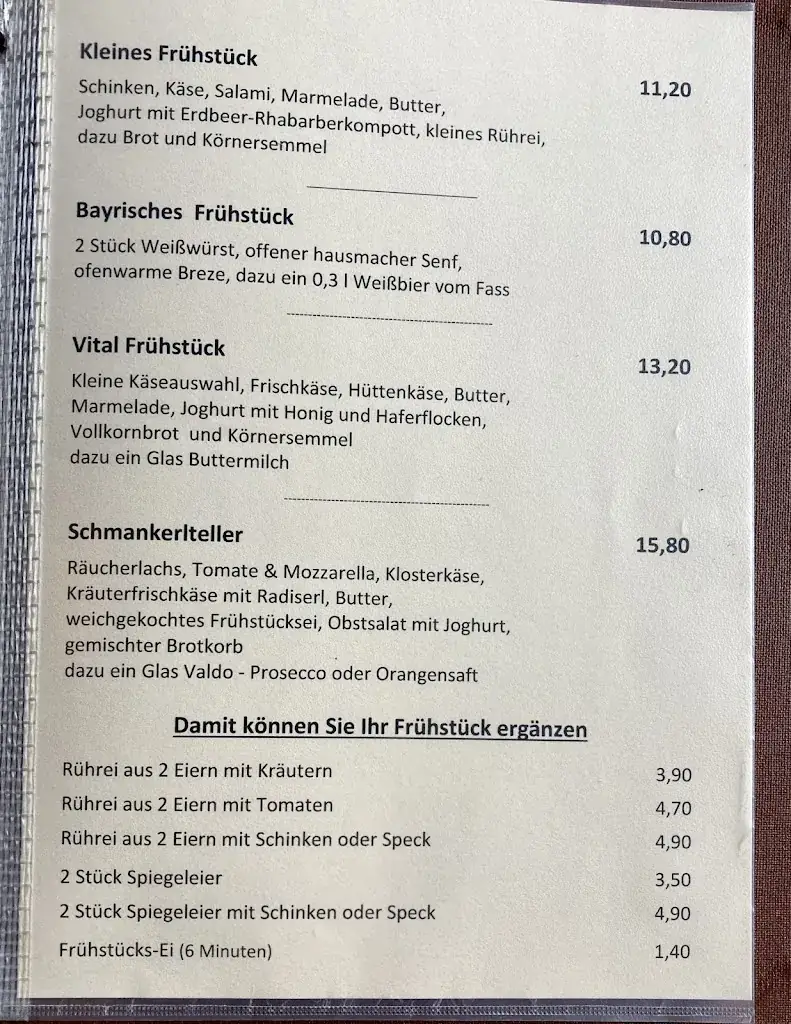 Kleines Frühstück
11,20
Schinken, Käse, Salami, Marmelade, Butter,
Joghurt mit Erdbeer-Rhabarberkompott, kleines Rührei,
dazu Brot und Körnersemmel
Bayrisches Frühstück
10,80
2 Stück Weißwürst, offener hausmacher Senf,
ofenwarme Breze, dazu ein 0,3 l Weißbier vom Fass
Vital Frühstück
13,20
Kleine Käseauswahl, Frischkäse, Hüttenkäse, Butter,
Marmelade, Joghurt mit Honig und Haferflocken,
Vollkornbrot und Körnersemmel
dazu ein Glas Buttermilch
Schmankerlteller
15,80
Räucherlachs, Tomate & Mozzarella, Klosterkäse,
Kräuterfrischkäse mit Radiserl, Butter,
weichgekochtes Frühstücksei, Obstsalat mit Joghurt,
gemischter Brotkorb
dazu ein Glas Valdo - Prosecco oder Orangensaft
Damit können Sie Ihr Frühstück ergänzen
Rührei aus 2 Eiern mit Kräutern 3,90
Rührei aus 2 Eiern mit Tomaten 4,70
Rührei aus 2 Eiern mit Schinken oder Speck 4,90
2 Stück Spiegeleier 3,50
2 Stück Spiegeleier mit Schinken oder Speck 4,90
Frühstücks-Ei (6 Minuten) 1,40